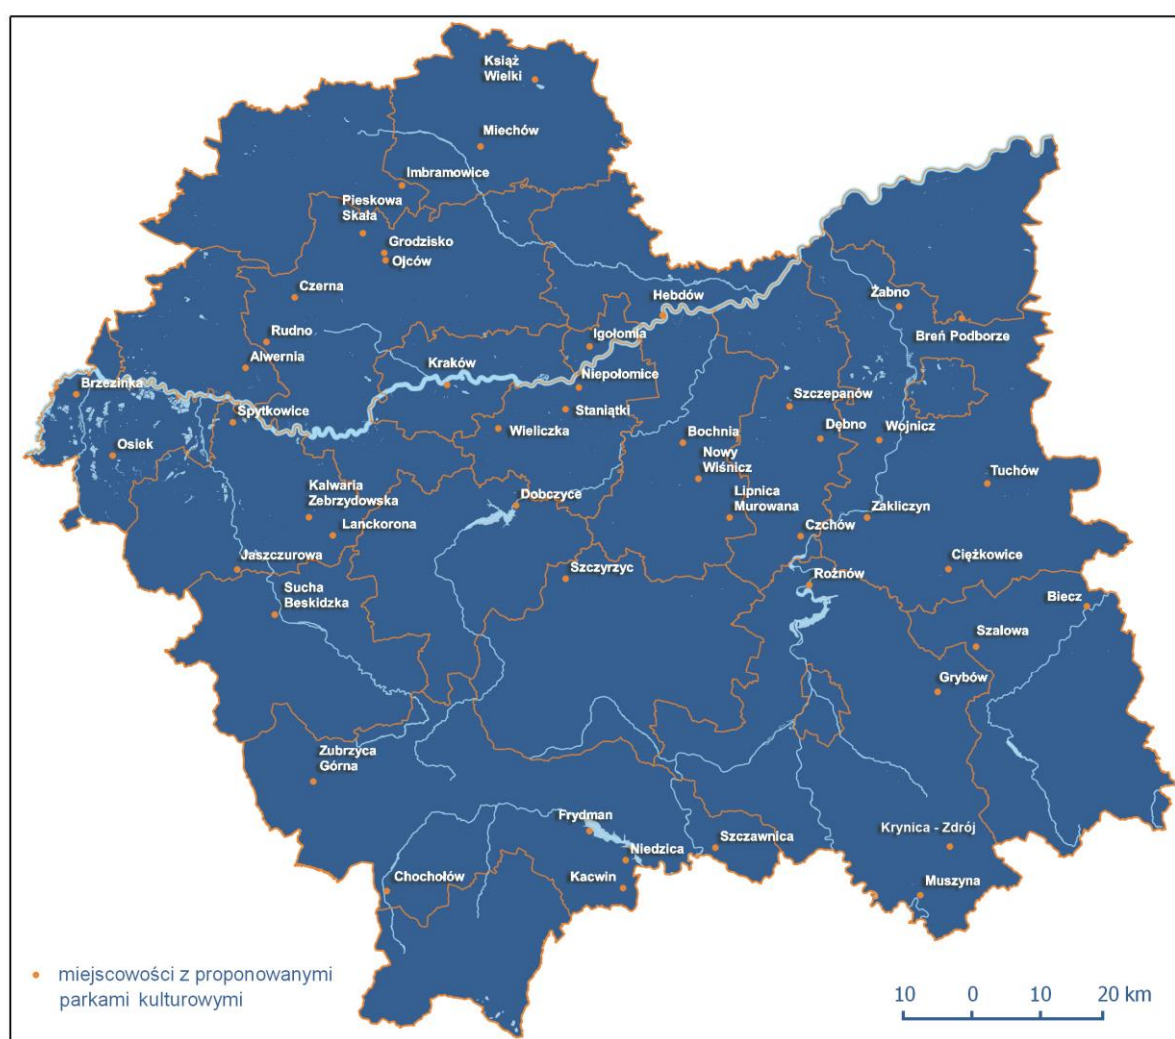 Książ
Wielki
Miechów
Imbramowice
Pieskowa
Skała
Grodzisko
Ojców
Czerna
Hebdów
Żabno
Rudno
Igołomia
Breń Podborze
Alwernia
Kraków
Niepołomice
Brzezinka
Szczepanów
Spytkowice
Staniątki
Wieliczka
Bochnia
Dębno
Wojnicz
Osiek
Nowy
Wiśnicz
Tuchów
Kalwaria
Zebrzydowska
Dobczyce
Lipnica
Murowana
Zakliczyn
Lanckorona
Czchów
Jaszczurowa
Szczyrzyc
Ciężkowice
Rożnów
Sucha
Beskidzka
Biecz
Szalowa
Grybów
Zubrzyca
Górna
Frydman
Krynica - Zdrój
Niedzica
Szczawnica
Chochołów
Kacwin
Muszyna
miejscowości z proponowanymi
parkami kulturowymi
10 0 10 20 km